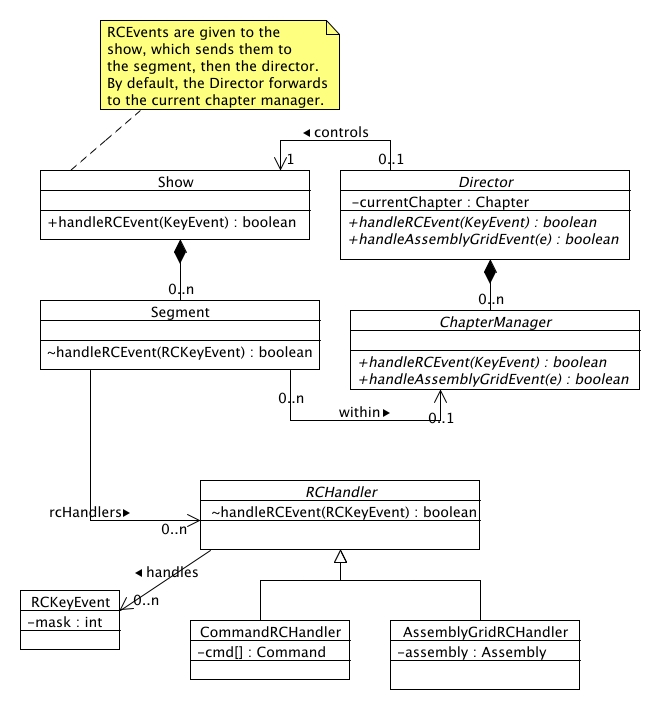 RCEvents are given to the
show, which sends them to
the segment, then the director.
By default, the Director forwards
to the current chapter manager.
◀ controls
1
0..1
Show
+handleRCEvent(KeyEvent) : boolean
Director
-currentChapter : Chapter
+handleRCEvent(KeyEvent) : boolean
+handleAssemblyGridEvent(e) : boolean
0..n
0..n
Segment
~handleRCEvent(RCKeyEvent) : boolean
ChapterManager
+handleRCEvent(KeyEvent) : boolean
+handleAssemblyGridEvent(e) : boolean
0..n
within▶
0..1
RCHandler
~handleRCEvent(RCKeyEvent) : boolean
rcHandlers▶
0..n
◀ handles
0..n
RCKeyEvent
-mask : int
CommandRCHandler
-cmd[] : Command
AssemblyGridRCHandler
-assembly : Assembly